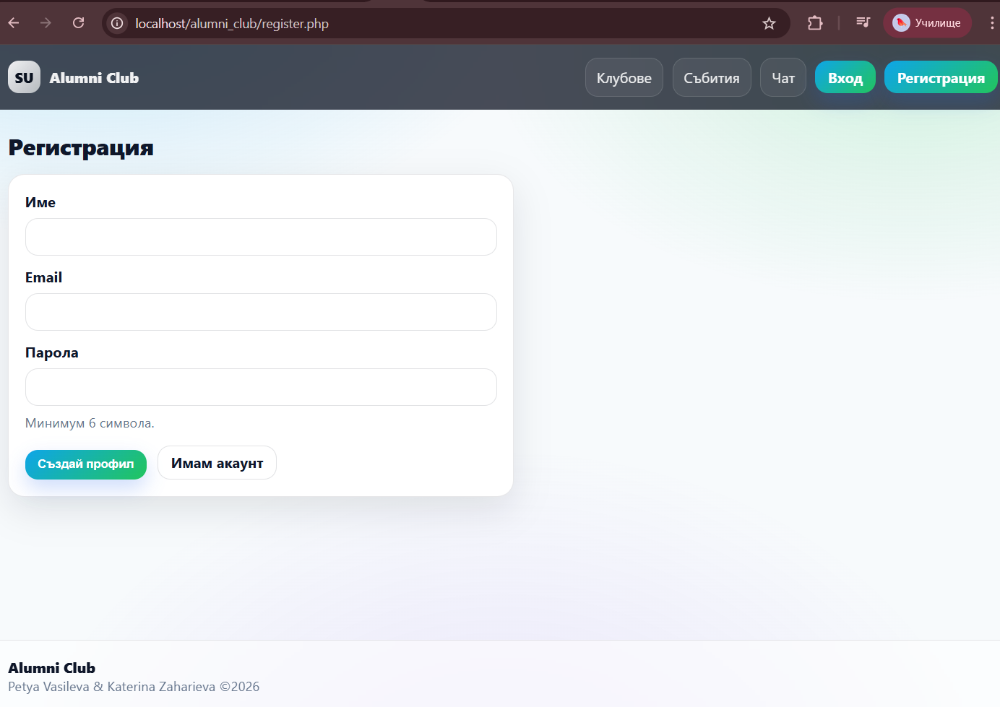 localhost/alumni_club/register.php
Училище
SU Alumni Club Клубове Събития Чат Вход Регистрация
Регистрация
Име
Email
Парола
Минимум 6 символа.
Създай профил Имам акаунт
Alumni Club
Petya Vasileva & Katerina Zaharieva ©2026